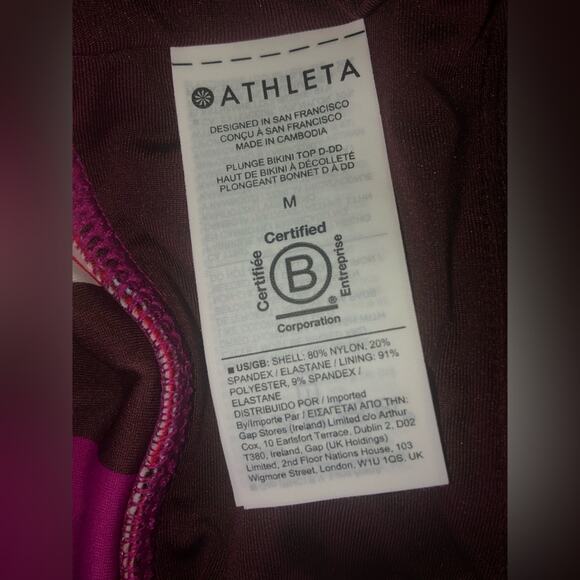 ATHLETA
DESIGNED IN SAN FRANCISCO
CONÇU À SAN FRANCISCO
MADE IN CAMBODIA
PLUNGE BIKINI TOP D-DD
HAUT DE BIKINI À DÉCOLLETÉ
PLONGEANT BONNET D À DD
M
Certified
Certifiée
B
Entreprise
®
Corporation
■ US/GB: SHELL: 80% NYLON, 20%
SPANDEX / ELASTANE / LINING: 91%
POLYESTER, 9% SPANDEX /
ELASTANE
DISTRIBUIDO POR / Imported
By/Importe Par / ΕΙΣΑΓΕΤΑΙ ΑΠΟ ΤΗΝ:
Gap Stores (Ireland) Limited c/o Arthur
Cox, 10 Earlsfort Terrace, Dublin 2, D02
T380, Ireland, Gap (UK Holdings)
Limited, 2nd Floor Nations House, 103
Wigmore Street, London, W1U 1QS, UK